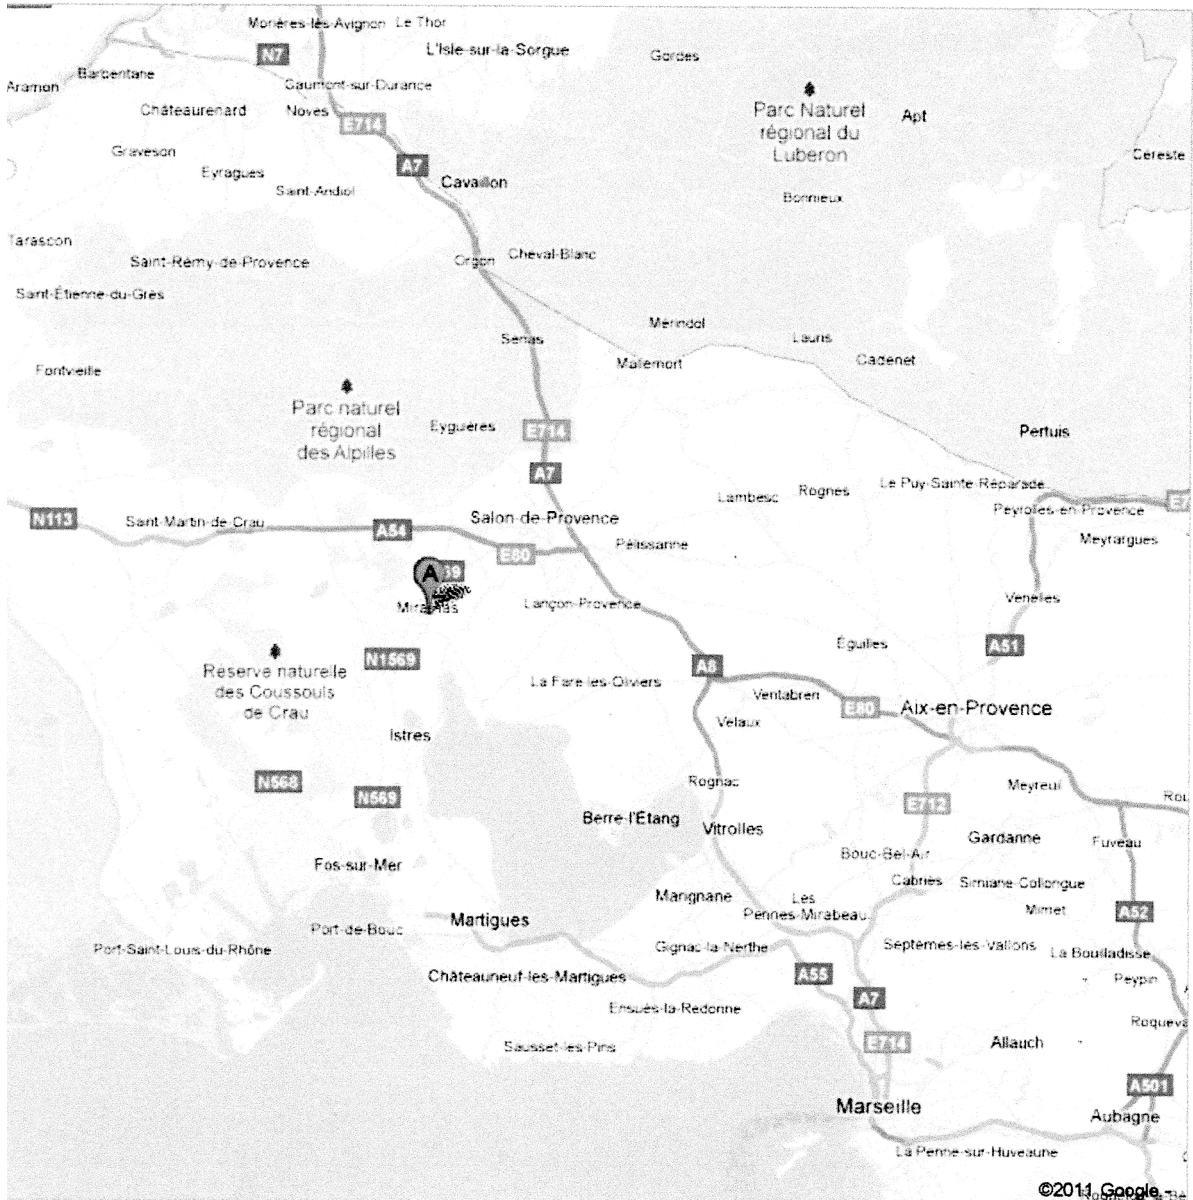 Morières-lès-Avignon
Le Thor
L'Isle-sur-la-Sorgue
Gordes
N7
Barbentane
Aramon
Caumont-sur-Durance
Châteaurenard
Noves
E714
Parc Naturel
régional du
Luberon
Apt
Graveson
Eyragues
A7
Cavaillon
Céreste
Saint-Andiol
Bonnieux
Tarascon
Saint-Rémy-de-Provence
Orgon
Cheval-Blanc
Saint-Étienne-du-Grès
Mérindol
Sénas
Lauris
Mallemort
Cadenet
Fontvieille
Parc naturel
régional
des Alpilles
Eyguières
E714
Pertuis
A7
Le Puy-Sainte-Réparade
Lambesc
Rognes
Peyrolles-en-Provence
E7
N113
Saint-Martin-de-Crau
A54
Salon-de-Provence
E80
Pélissanne
Meyrargues
A
69
Miramas
Lançon-Provence
Venelles
Éguilles
A51
Réserve naturelle
des Coussouls
de Crau
N1569
A8
La Fare-les-Oliviers
Ventabren
E80
Aix-en-Provence
Velaux
Istres
N568
N569
Rognac
Meyreuil
Rou
E712
Berre-l'Étang
Vitrolles
Gardanne
Fuveau
Bouc-Bel-Air
Fos-sur-Mer
Cabriès
Simiane-Collongue
Marignane
Les
Pennes-Mirabeau
Mimet
A52
Martigues
Port-de-Bouc
Port-Saint-Louis-du-Rhône
Gignac-la-Nerthe
Septèmes-les-Vallons
La Bouilladisse
Châteauneuf-les-Martigues
A55
Peypin
A7
Ensuès-la-Redonne
Roqueva
Sausset-les-Pins
E714
Allauch
A501
Marseille
Aubagne
La Penne-sur-Huveaune
©2011 Google -